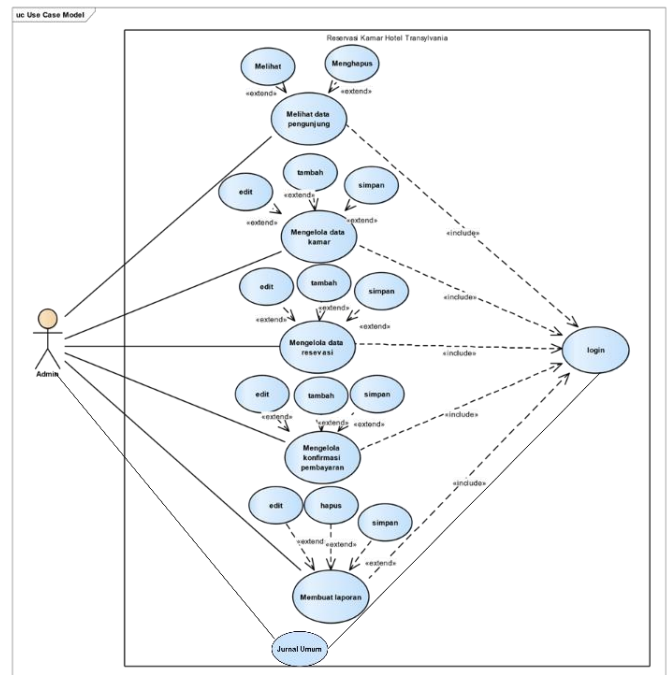 uc Use Case Model
Reservasi Kamar Hotel Transylvania
Melihat
Menghapus
«extend»
«extend»
Melihat data
pengunjung
tambah
edit
simpan
«extend»
«extend»
«extend»
«include»
Mengelola data
kamar
edit
tambah
simpan
«include»
«extend»
«extend»
«extend»
Admin
Mengelola data
resevasi
«include»
login
edit
tambah
simpan
«extend»
«extend»
«extend»
«include»
Mengelola
konfirmasi
pembayaran
«include»
edit
hapus
simpan
«extend»
«extend»
«extend»
Membuat laporan
Jurnal Umum